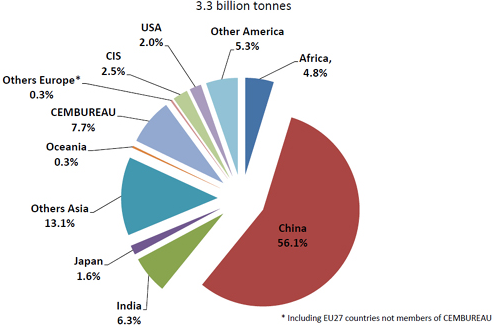 3.3 billion tonnes
USA
2.0%
Other America
5.3%
Africa,
4.8%
CIS
2.5%
Others Europe*
0.3%
CEMBUREAU
7.7%
Oceania
0.3%
Others Asia
13.1%
China
56.1%
Japan
1.6%
India
6.3%
* Including EU27 countries not members of CEMBUREAU